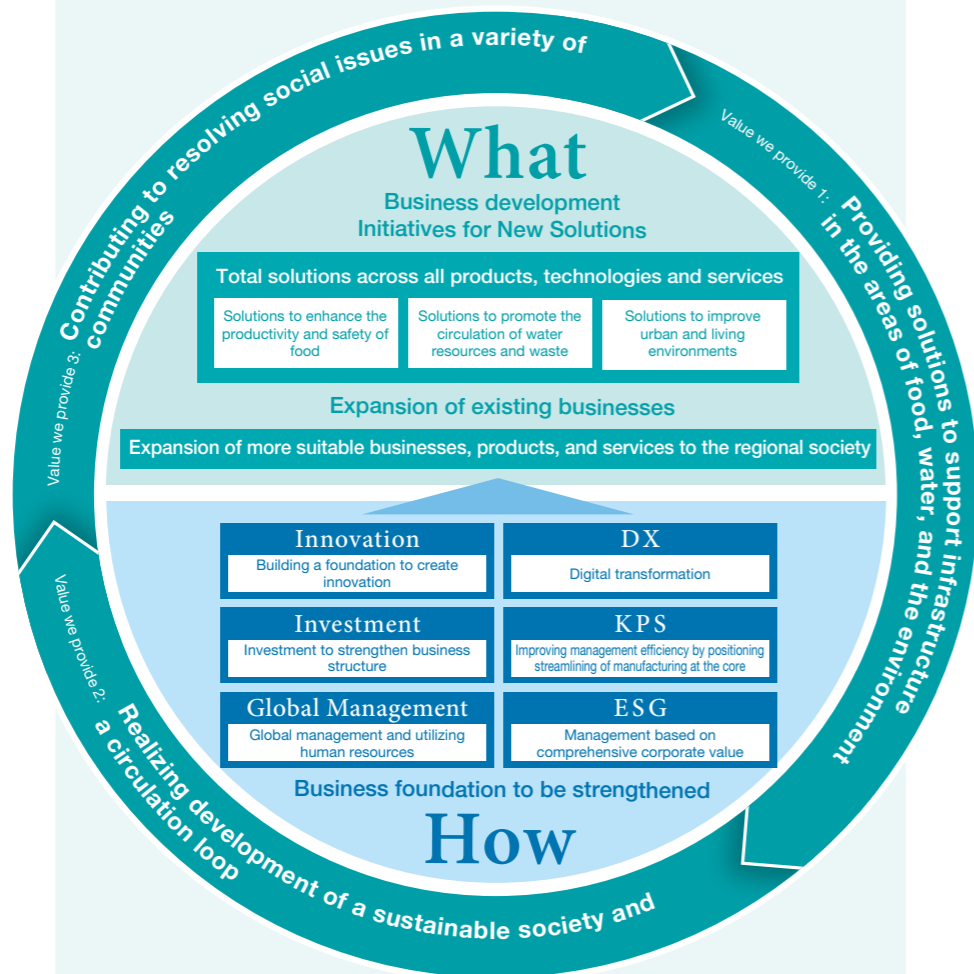 What
Business development
Initiatives for New Solutions
Total solutions across all products, technologies and services
Solutions to enhance the
productivity and safety of
food
Solutions to promote the
circulation of water
resources and waste
Solutions to improve
urban and living
environments
Expansion of existing businesses
Expansion of more suitable businesses, products, and services to the regional society
Innovation
Building a foundation to create
innovation
DX
Digital transformation
Investment
Investment to strengthen business
structure
KPS
Improving management efficiency by positioning
streamlining of manufacturing at the core
Global Management
Global management and utilizing
human resources
ESG
Management based on
comprehensive corporate value
Business foundation to be strengthened
How
Value we provide 1:
Providing solutions to support infrastructure
in the areas of food, water, and the environment
Value we provide 2:
Realizing development of a sustainable society and
a circulation loop
Value we provide 3:
Contributing to resolving social issues in a variety of
communities